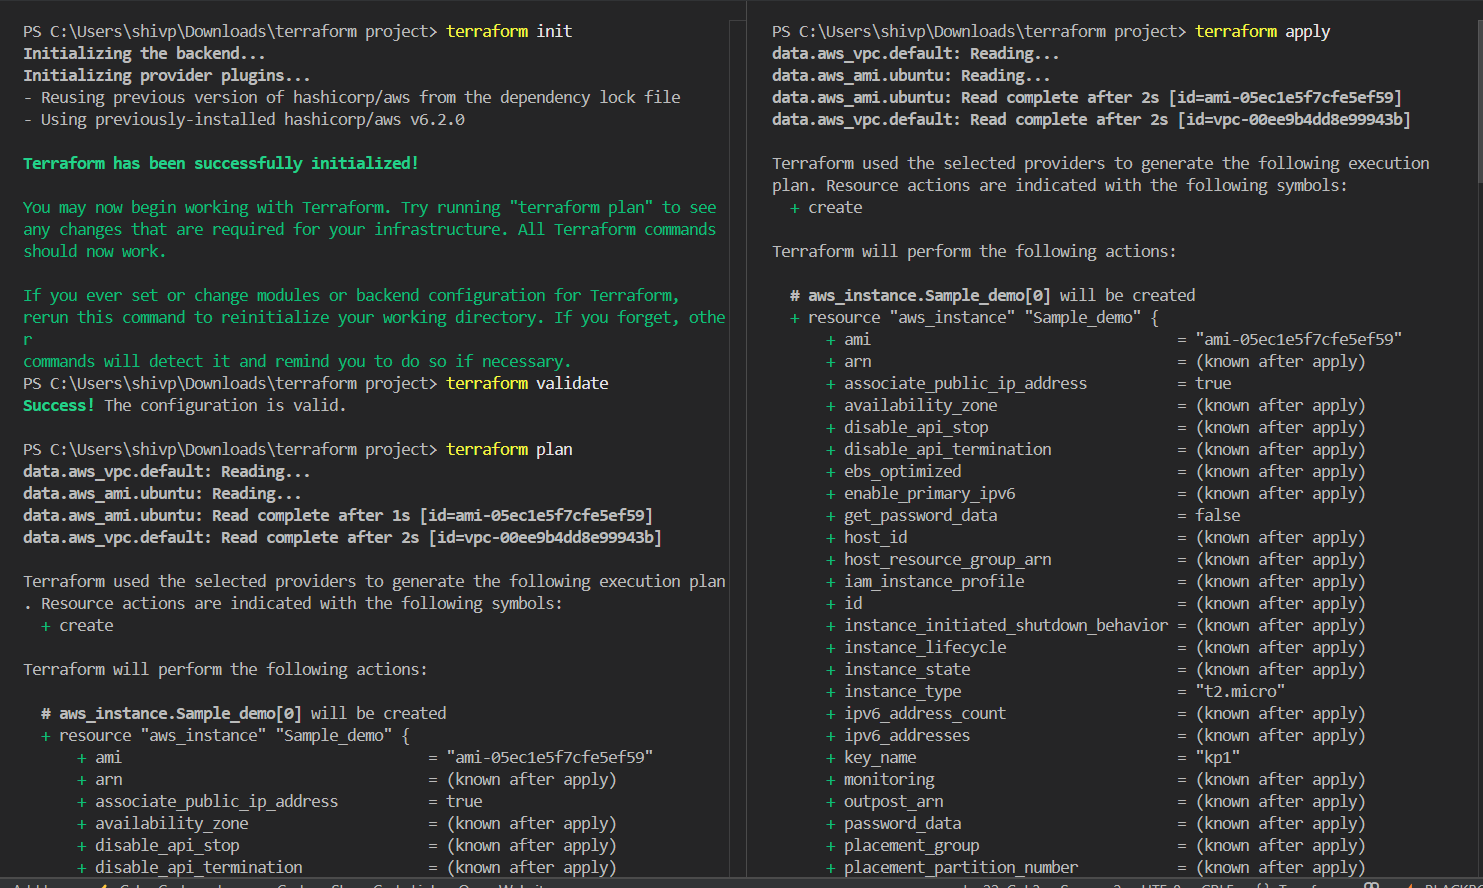 PS C:\Users\shivp\Downloads\terraform project> terraform init
Initializing the backend...
Initializing provider plugins...
- Reusing previous version of hashicorp/aws from the dependency lock file
- Using previously-installed hashicorp/aws v6.2.0
Terraform has been successfully initialized!
You may now begin working with Terraform. Try running "terraform plan" to see
any changes that are required for your infrastructure. All Terraform commands
should now work.
If you ever set or change modules or backend configuration for Terraform,
rerun this command to reinitialize your working directory. If you forget, othe
r
commands will detect it and remind you to do so if necessary.
PS C:\Users\shivp\Downloads\terraform project> terraform validate
Success! The configuration is valid.
PS C:\Users\shivp\Downloads\terraform project> terraform plan
data.aws_vpc.default: Reading...
data.aws_ami.ubuntu: Reading...
data.aws_ami.ubuntu: Read complete after 1s [id=ami-05ec1e5f7cfe5ef59]
data.aws_vpc.default: Read complete after 2s [id=vpc-00ee9b4dd8e99943b]
Terraform used the selected providers to generate the following execution plan
. Resource actions are indicated with the following symbols:
+ create
Terraform will perform the following actions:
# aws_instance.Sample_demo[0] will be created
+ resource "aws_instance" "Sample_demo" {
+ ami = "ami-05ec1e5f7cfe5ef59"
+ arn = (known after apply)
+ associate_public_ip_address = true
+ availability_zone = (known after apply)
+ disable_api_stop = (known after apply)
+ disable_api_termination = (known after apply)
PS C:\Users\shivp\Downloads\terraform project> terraform apply
data.aws_vpc.default: Reading...
data.aws_ami.ubuntu: Reading...
data.aws_ami.ubuntu: Read complete after 2s [id=ami-05ec1e5f7cfe5ef59]
data.aws_vpc.default: Read complete after 2s [id=vpc-00ee9b4dd8e99943b]
Terraform used the selected providers to generate the following execution
plan. Resource actions are indicated with the following symbols:
+ create
Terraform will perform the following actions:
# aws_instance.Sample_demo[0] will be created
+ resource "aws_instance" "Sample_demo" {
+ ami = "ami-05ec1e5f7cfe5ef59"
+ arn = (known after apply)
+ associate_public_ip_address = true
+ availability_zone = (known after apply)
+ disable_api_stop = (known after apply)
+ disable_api_termination = (known after apply)
+ ebs_optimized = (known after apply)
+ enable_primary_ipv6 = (known after apply)
+ get_password_data = false
+ host_id = (known after apply)
+ host_resource_group_arn = (known after apply)
+ iam_instance_profile = (known after apply)
+ id = (known after apply)
+ instance_initiated_shutdown_behavior = (known after apply)
+ instance_lifecycle = (known after apply)
+ instance_state = (known after apply)
+ instance_type = "t2.micro"
+ ipv6_address_count = (known after apply)
+ ipv6_addresses = (known after apply)
+ key_name = "kp1"
+ monitoring = (known after apply)
+ outpost_arn = (known after apply)
+ password_data = (known after apply)
+ placement_group = (known after apply)
+ placement_partition_number = (known after apply)